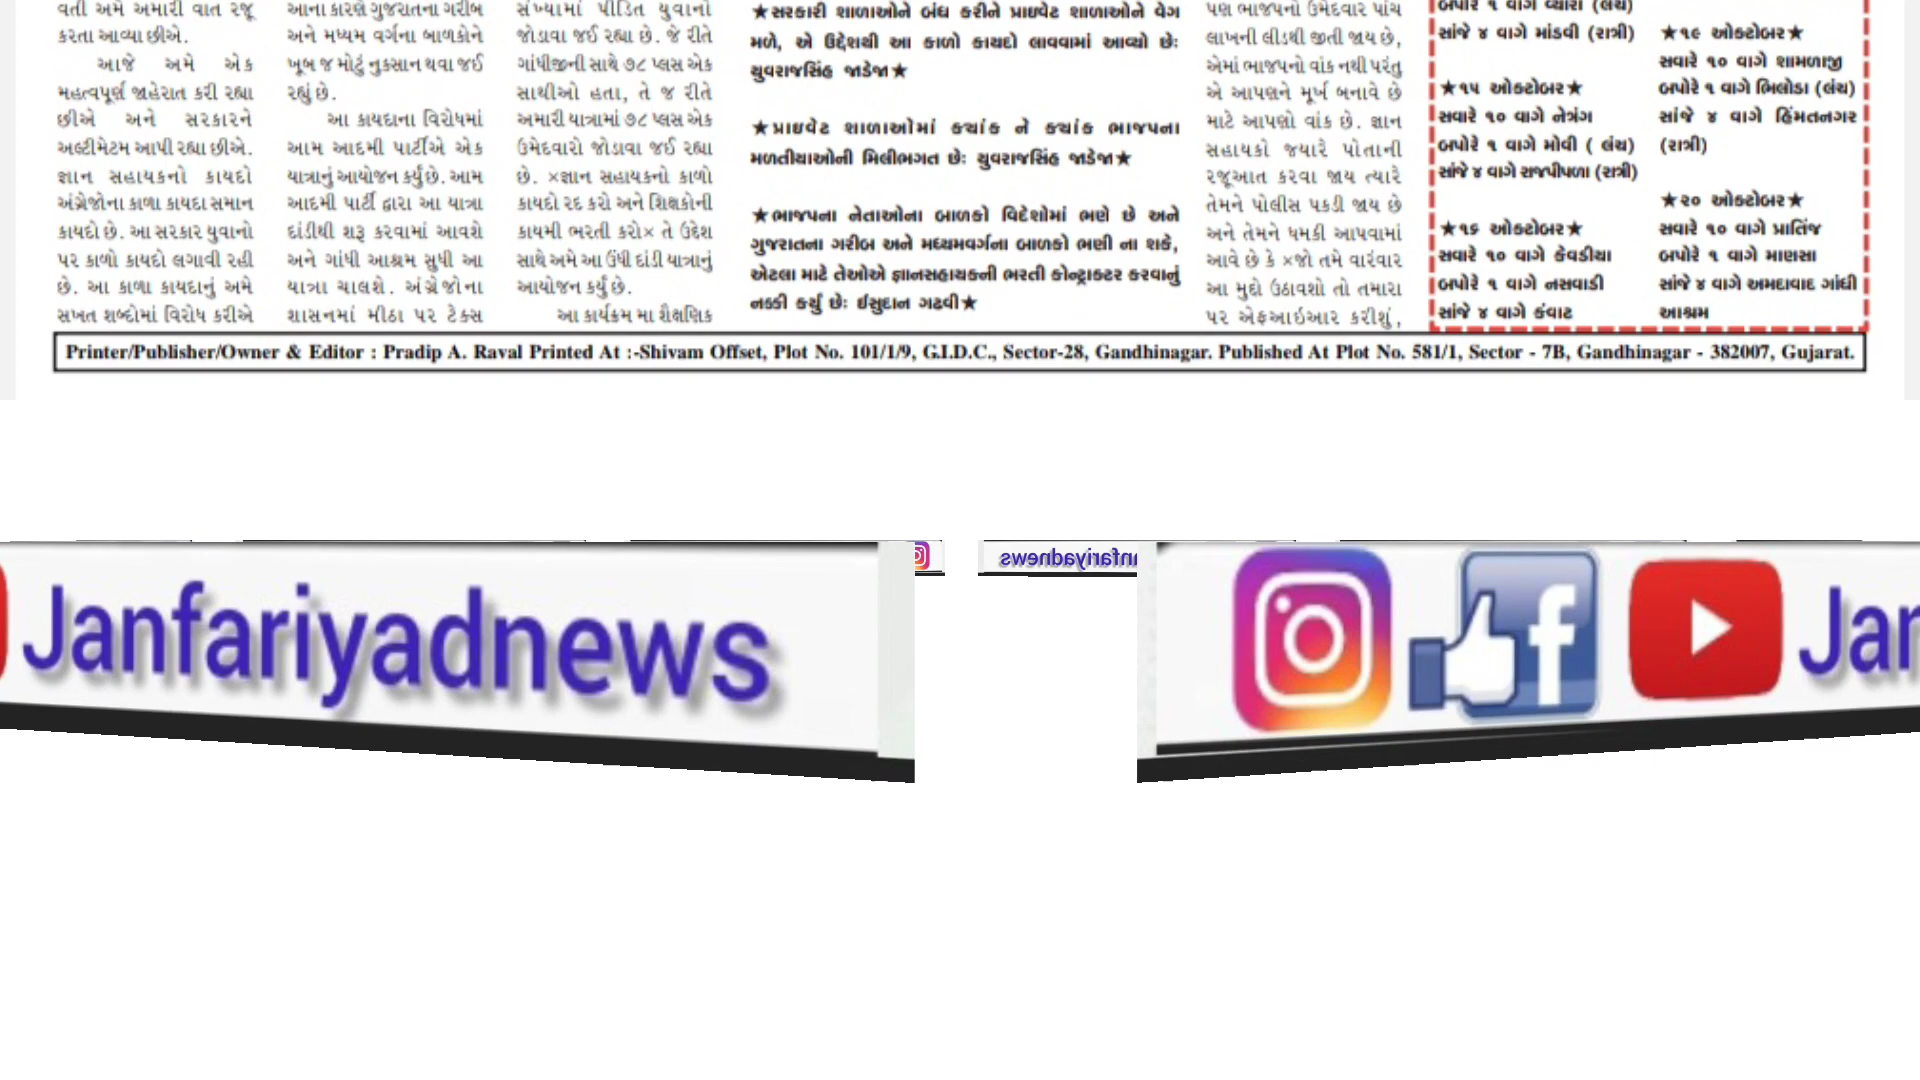 વતી અમે અમારી વાત રજૂ
કરતા આવ્યા છીએ.
આજે અમે એક
મહત્વપૂર્ણ જાહેરાત કરી રહ્યા
છીએ અને સરકારને
અલ્ટીમેટમ આપી રહ્યા છીએ.
જ્ઞાન સહાયકનો કાયદો
અંગ્રેજોના કાળા કાયદા સમાન
કાયદો છે. આ સરકાર યુવાનો
પર કાળો કાયદો લગાવી રહી
છે. આ કાળા કાયદાનું અમે
સખત શબ્દોમાં વિરોધ કરીએ
આના કારણે ગુજરાતના ગરીબ
અને મધ્યમ વર્ગના બાળકોને
ખૂબ જ મોટું નુકસાન થવા જઈ
રહ્યું છે.
આ કાયદાના વિરોધમાં
આમ આદમી પાર્ટીએ એક
યાત્રાનું આયોજન કર્યું છે. આમ
આદમી પાર્ટી દ્વારા આ યાત્રા
દાંડીથી શરૂ કરવામાં આવશે
અને ગાંધી આશ્રમ સુધી આ
યાત્રા ચાલશે. અંગ્રેજોના
શાસનમાં મીઠા પર ટેક્સ
સંખ્યામાં પીડિત યુવાનો
જોડાવા જઈ રહ્યા છે. જે રીતે
ગાંધીજીની સાથે ૭૮ પ્લસ એક
સાથીઓ હતા, તે જ રીતે
અમારી યાત્રામાં ૭૮ પ્લસ એક
ઉમેદવારો જોડાવા જઈ રહ્યા
છે. ×જ્ઞાન સહાયકનો કાળો
કાયદો રદ કરો અને શિક્ષકોની
કાયમી ભરતી કરો× તે ઉદ્દેશ
સાથે અમે આ ઉંધી દાંડી યાત્રાનું
આયોજન કર્યું છે.
આ કાર્યક્રમ મા શૈક્ષણિક
★સરકારી શાળાઓને બંધ કરીને પ્રાઇવેટ શાળાઓને વેગ
મળે, એ ઉદ્દેશથી આ કાળો કાયદો લાવવામાં આવ્યો છેઃ
યુવરાજસિંહ જાડેજા★
★પ્રાઇવેટ શાળાઓમાં ક્યાંક ને ક્યાંક ભાજપના
મળતીયાઓની મિલીભગત છેઃ યુવરાજસિંહ જાડેજા★
★ભાજપના નેતાઓના બાળકો વિદેશોમાં ભણે છે અને
ગુજરાતના ગરીબ અને મધ્યમવર્ગના બાળકો ભણી ના શકે,
એટલા માટે તેઓએ જ્ઞાનસહાયકની ભરતી કોન્ટ્રાક્ટર કરવાનું
નક્કી કર્યું છેઃ ઈસુદાન ગઢવી★
પણ ભાજપનો ઉમેદવાર પાંચ
લાખની લીડથી જીતી જાય છે,
એમાં ભાજપનો વાંક નથી પરંતુ
એ આપણને મૂર્ખ બનાવે છે
માટે આપણો વાંક છે. જ્ઞાન
સહાયકો જ્યારે પોતાની
રજૂઆત કરવા જાય ત્યારે
તેમને પોલીસ પકડી જાય છે
અને તેમને ધમકી આપવામાં
આવે છે કે ×જો તમે વારંવાર
આ મુદ્દો ઉઠાવશો તો તમારા
પર એફઆઇઆર કરીશું,
બપોરે ૧ વાગે વ્યારા (લંચ)
સાંજે ૪ વાગે માંડવી (રાત્રી)
★૧૫ ઓક્ટોબર★
સવારે ૧૦ વાગે નેત્રંગ
બપોરે ૧ વાગે મોવી ( લંચ)
સાંજે ૪ વાગે રાજપીપળા (રાત્રી)
★૧૬ ઓક્ટોબર★
સવારે ૧૦ વાગે કેવડીયા
બપોરે ૧ વાગે નસવાડી
સાંજે ૪ વાગે કંવાટ
★૧૯ ઓક્ટોબર★
સવારે ૧૦ વાગે શામળાજી
બપોરે ૧ વાગે ભિલોડા (લંચ)
સાંજે ૪ વાગે હિંમતનગર
(રાત્રી)
★૨૦ ઓક્ટોબર★
સવારે ૧૦ વાગે પ્રાતિંજ
બપોરે ૧ વાગે માણસા
સાંજે ૪ વાગે અમદાવાદ ગાંધી
આશ્રમ
Printer/Publisher/Owner & Editor : Pradip A. Raval Printed At :-Shivam Offset, Plot No. 101/1/9, G.I.D.C., Sector-28, Gandhinagar. Published At Plot No. 581/1, Sector - 7B, Gandhinagar - 382007, Gujarat.
Janfariyadnews
Jan